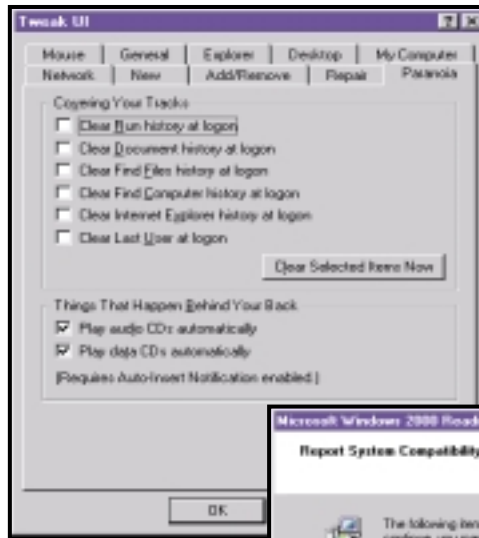 Tweak UI
Mouse General Explorer Desktop My Computer
Network New Add/Remove Repair Paranoia
Covering Your Tracks
Clear Run history at logon
Clear Document history at logon
Clear Find Files history at logon
Clear Find Computer history at logon
Clear Internet Explorer history at logon
Clear Last User at logon
Clear Selected Items Now
Things That Happen Behind Your Back
Play audio CDs automatically
Play data CDs automatically
(Requires Auto-Insert Notification enabled.)
OK
Microsoft Windows 2000 Read
Report System Compatibility
The following item